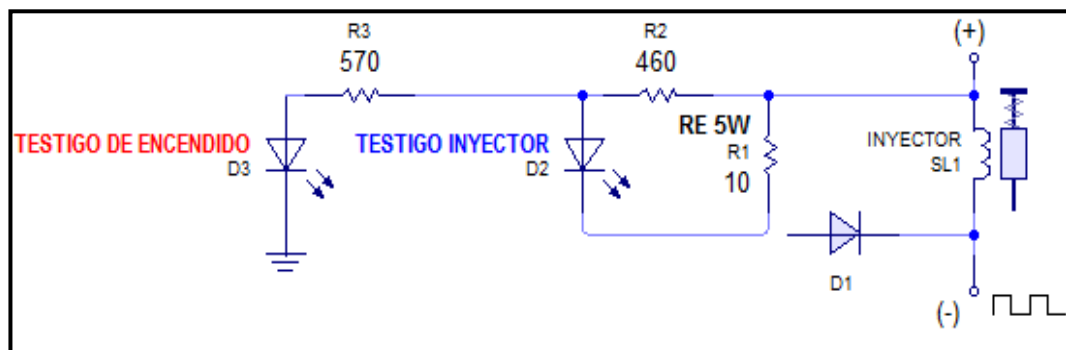 R3
570
R2
460
(+)
TESTIGO DE ENCENDIDO
D3
TESTIGO INYECTOR
D2
RE 5W
R1
10
INYECTOR
SL1
D1
(-)